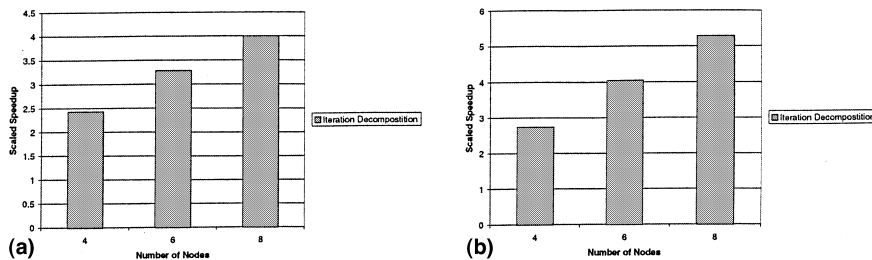 4.5
4
3.5
3
2.5
2
1.5
1
0.5
0
Scaled Speedup
4 6 8
Number of Nodes
Iteration Decompostition
(a)
6
5
4
3
2
1
0
Scaled Speedup
4 6 8
Number of Nodes
Iteration Decompostition
(b)